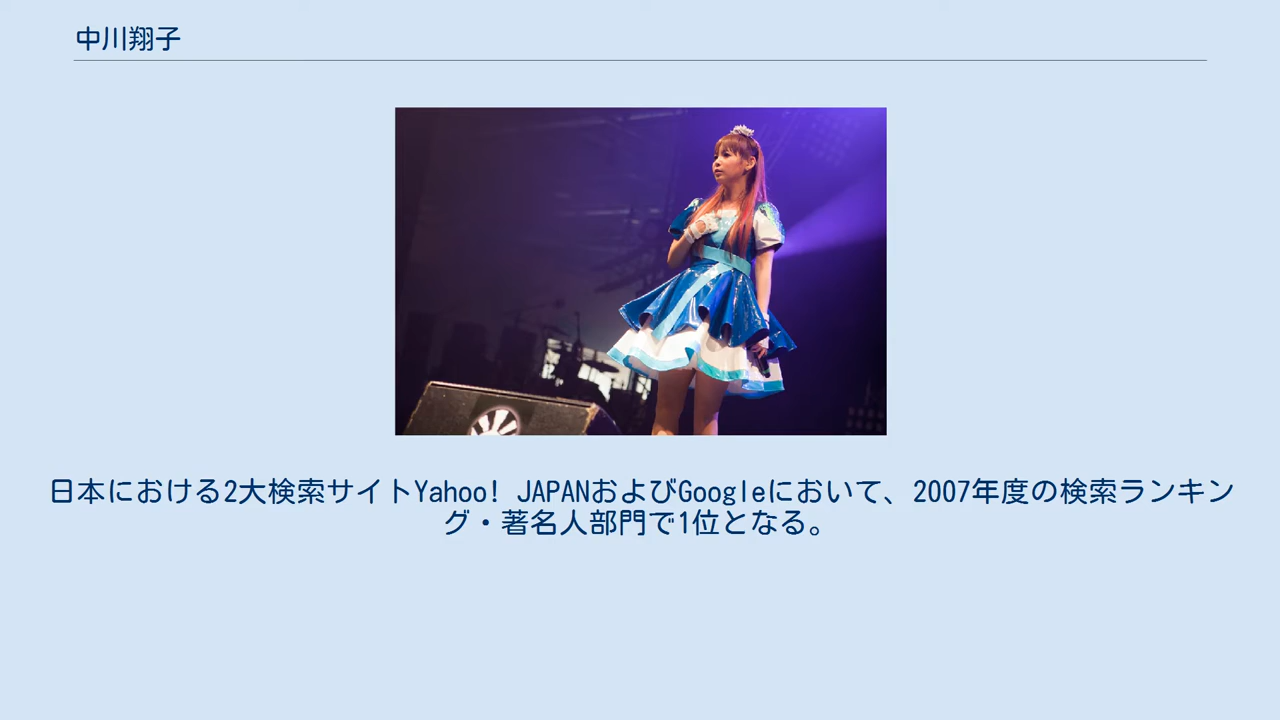 中川翔子
日本における2大検索サイトYahoo! JAPANおよびGoogleにおいて、2007年度の検索ランキン
グ・著名人部門で1位となる。